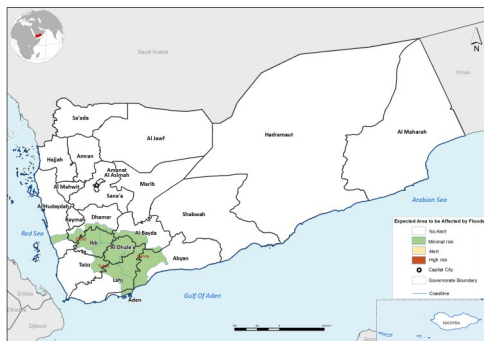 N
Saudi Arabia
Oman
Sa'ada
Al Jawf
Hadramaut
Al Maharah
Hajjah
Amran
Amanat
Al Asimah
Al Mahwit
Sana'a
Marib
Al Hudaydah
Raymah
Dhamar
Shabwah
Arabian Sea
Red Sea
Al Bayda
Ibb
Al Dhale'e
Abyan
Taizz
Lahj
Aden
Gulf Of Aden
Eritrea
Djibouti
Expected Area to be Affected by Floods
No Alert
Minimal risk
Alert
High risk
Capital City
Governorate Boundary
Coastline
SOCOTRA